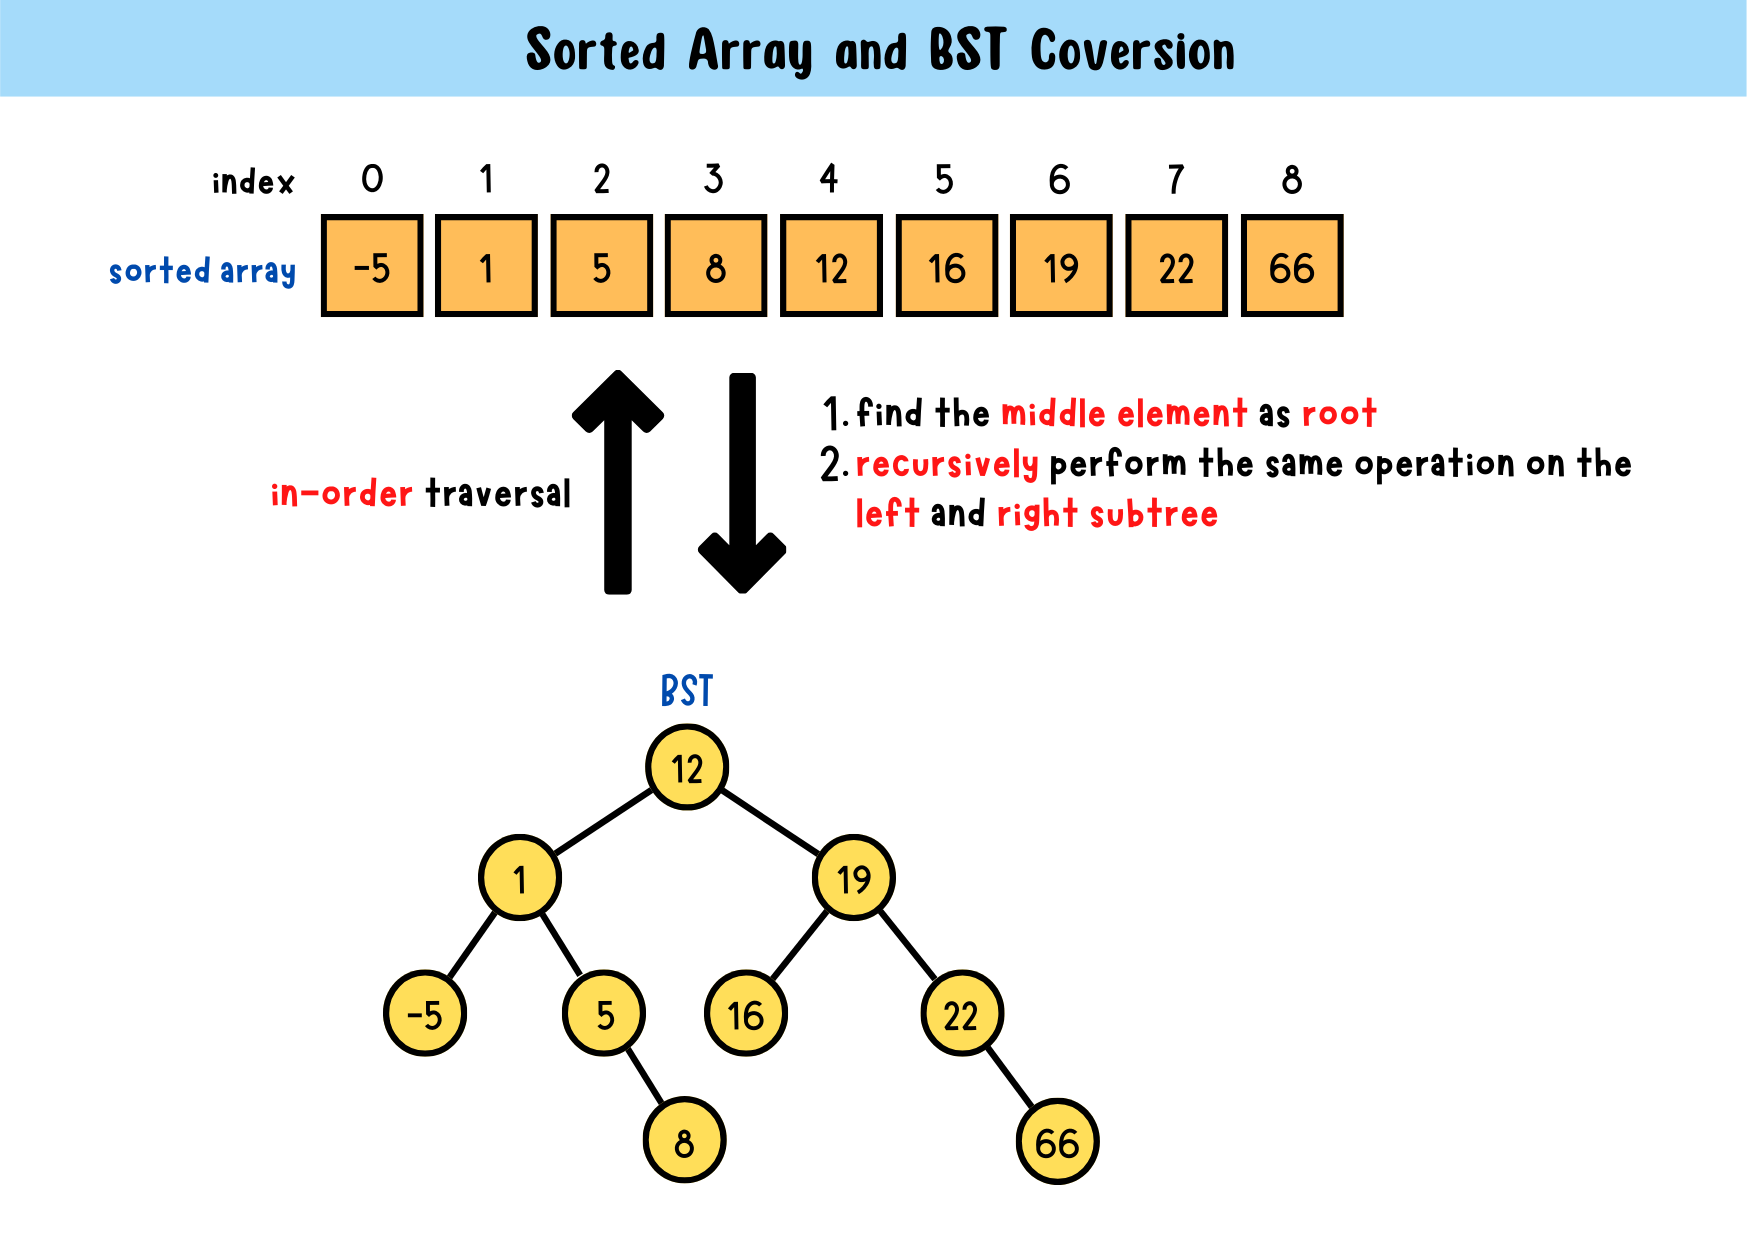 Sorted Array and BST Coversion
index 0 1 2 3 4 5 6 7 8
sorted array -5 1 5 8 12 16 19 22 66
in-order traversal
1. find the middle element as root
2. recursively perform the same operation on the
left and right subtree
BST
12
1 19
-5 5 16 22
8 66